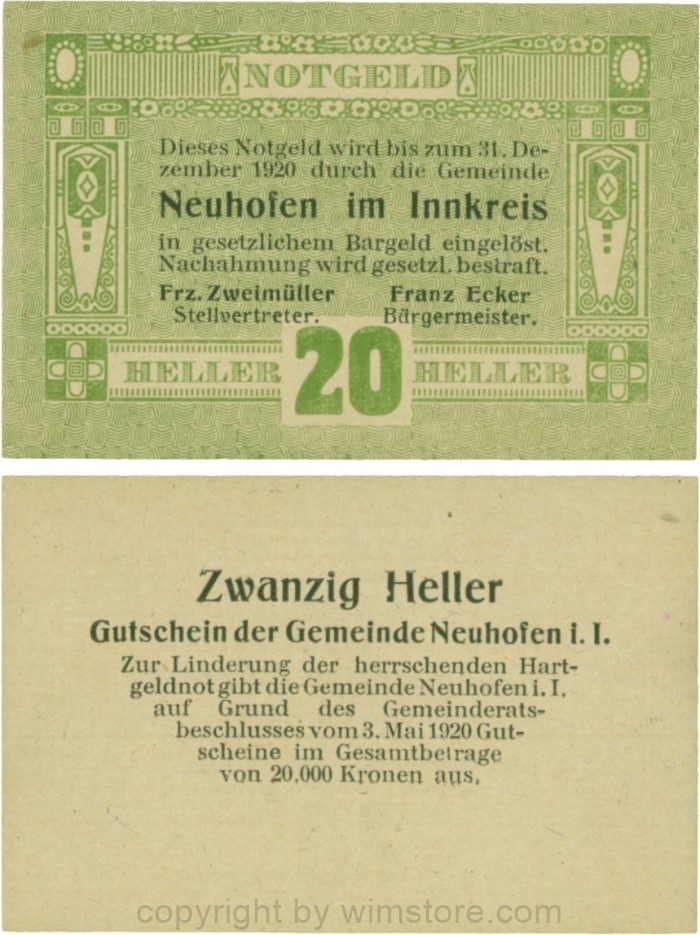 NOTGELD
Dieses Notgeld wird bis zum 31. De-
zember 1920 durch die Gemeinde
Neuhofen im Innkreis
in gesetzlichem Bargeld eingelöst.
Nachahmung wird gesetzl. bestraft.
Frz. Zweimüller Franz Ecker
Stellvertreter. Bürgermeister.
HELLER 20 HELLER
Zwanzig Heller
Gutschein der Gemeinde Neuhofen i. I.
Zur Linderung der herrschenden Hart-
geldnot gibt die Gemeinde Neuhofen i. I.
auf Grund des Gemeinderats-
beschlusses vom 3. Mai 1920 Gut-
scheine im Gesamtbetrage
von 20,000 Kronen aus.
copyright by wimstore.com